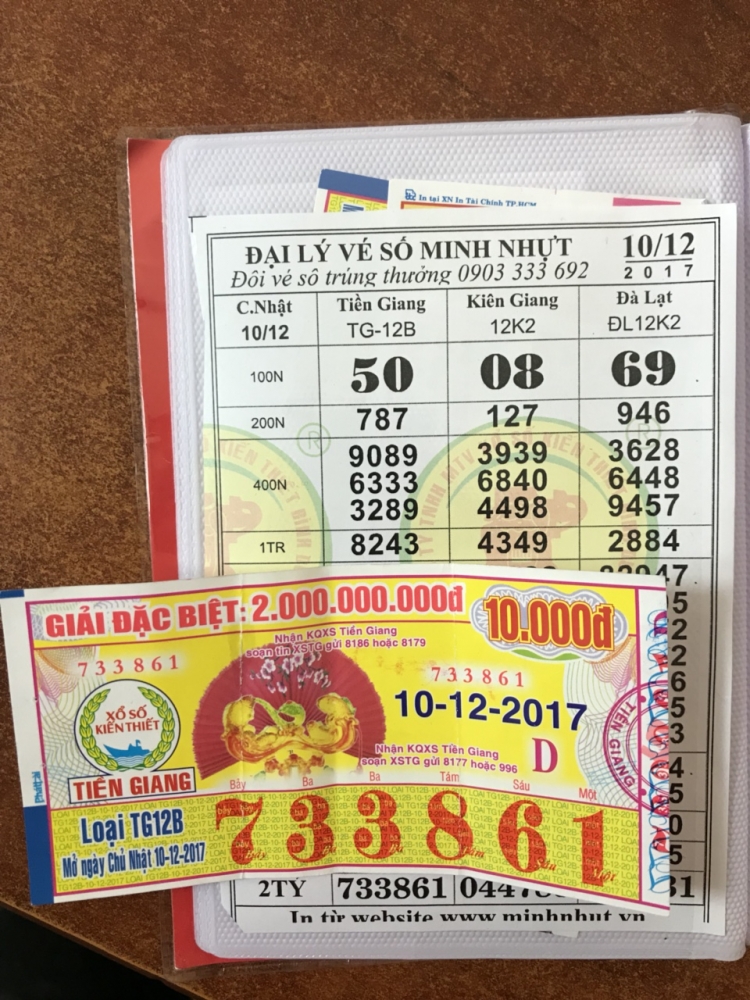 In tại XN In Tài Chính TP.HCM
ĐẠI LÝ VÉ SỐ MINH NHỰT
10/12
Đổi vé số trúng thưởng 0903 333 692
2017
C.Nhật Tiền Giang Kiên Giang Đà Lạt
10/12 TG-12B 12K2 ĐL12K2
100N 50 08 69
200N 787 127 946
9089 3939 3628
400N 6333 6840 6448
3289 4498 9457
1TR 8243 4349 2884
GIẢI ĐẶC BIỆT: 2.000.000.000đ
10.000đ
Nhận KQXS Tiền Giang
soạn tin XSTG gửi 8186 hoặc 8179
733861
733861
10-12-2017
XỔ SỐ
KIẾN THIẾT
TIỀN GIANG
Nhận KQXS Tiền Giang
soạn XSTG gửi 8177 hoặc 996
D
TIỀN GIANG
Bảy Ba Ba Tám Sáu Một
733861
Loại TG12B
Mở ngày Chủ Nhật 10-12-2017
2TỶ 733861
In từ website www.minhnhut.vn